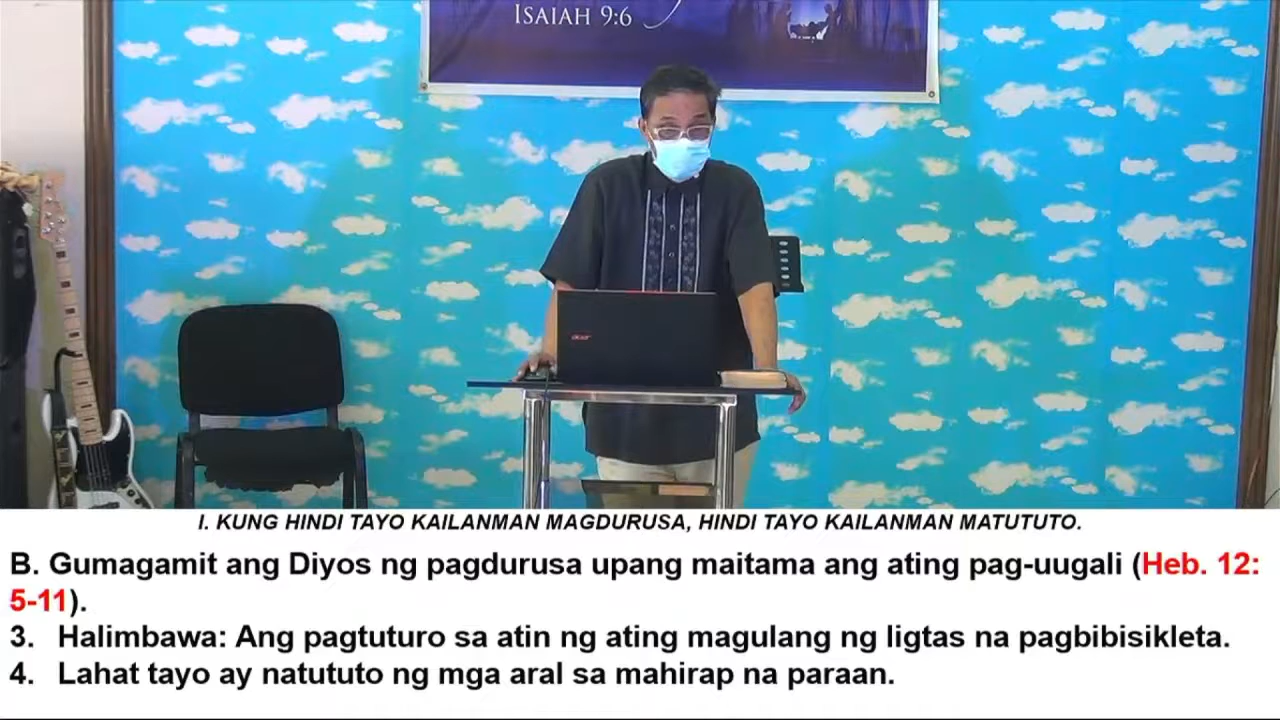 ISAIAH 9:6
acer
I. KUNG HINDI TAYO KAILANMAN MAGDURUSA, HINDI TAYO KAILANMAN MATUTUTO.
B. Gumagamit ang Diyos ng pagdurusa upang maitama ang ating pag-uugali (Heb. 12:
5-11).
3. Halimbawa: Ang pagtuturo sa atin ng ating magulang ng ligtas na pagbibisikleta.
4. Lahat tayo ay natututo ng mga aral sa mahirap na paraan.